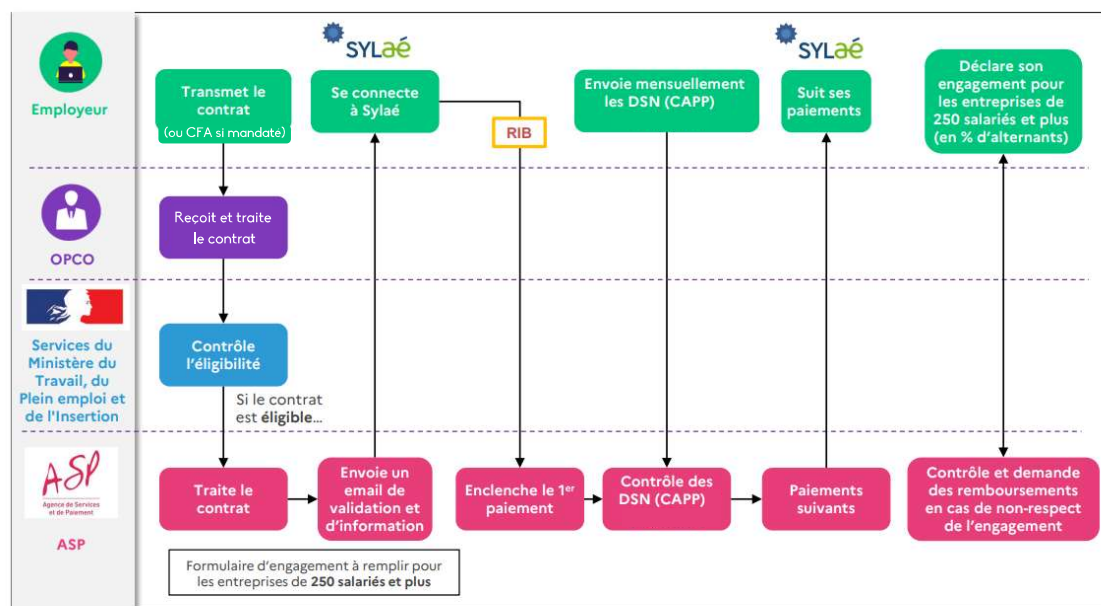 SYLaé
SYLaé
Employeur
Transmet le
contrat
(ou CFA si mandaté)
Se connecte
à Sylaé
RIB
Envoie mensuellement
les DSN (CAPP)
Suit ses
paiements
Déclare son
engagement pour
les entreprises de
250 salariés et plus
(en % d'alternants)
OPCO
Reçoit et traite
le contrat
Services du
Ministère du
Travail, du
Plein emploi et
de l'Insertion
Contrôle
l'éligibilité
Si le contrat
est éligible…
ASP
Agence de Services
et de Paiement
ASP
Traite le
contrat
Envoie un
email de
validation et
d'information
Enclenche le 1er
paiement
Contrôle des
DSN (CAPP)
Paiements
suivants
Contrôle et demande
des remboursements
en cas de non-respect
de l'engagement
Formulaire d'engagement à remplir pour
les entreprises de 250 salariés et plus